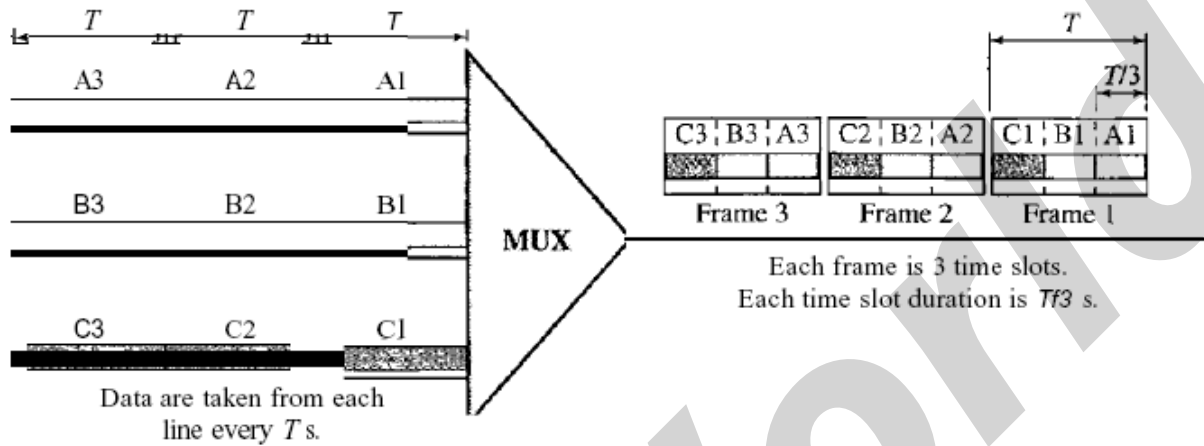 T T T
A3 A2 A1
B3 B2 B1
C3 C2 C1
Data are taken from each
line every T s.
MUX
T
T/3
C3 B3 A3 C2 B2 A2 C1 B1 A1
Frame 3 Frame 2 Frame 1
Each frame is 3 time slots.
Each time slot duration is Tf3 s.